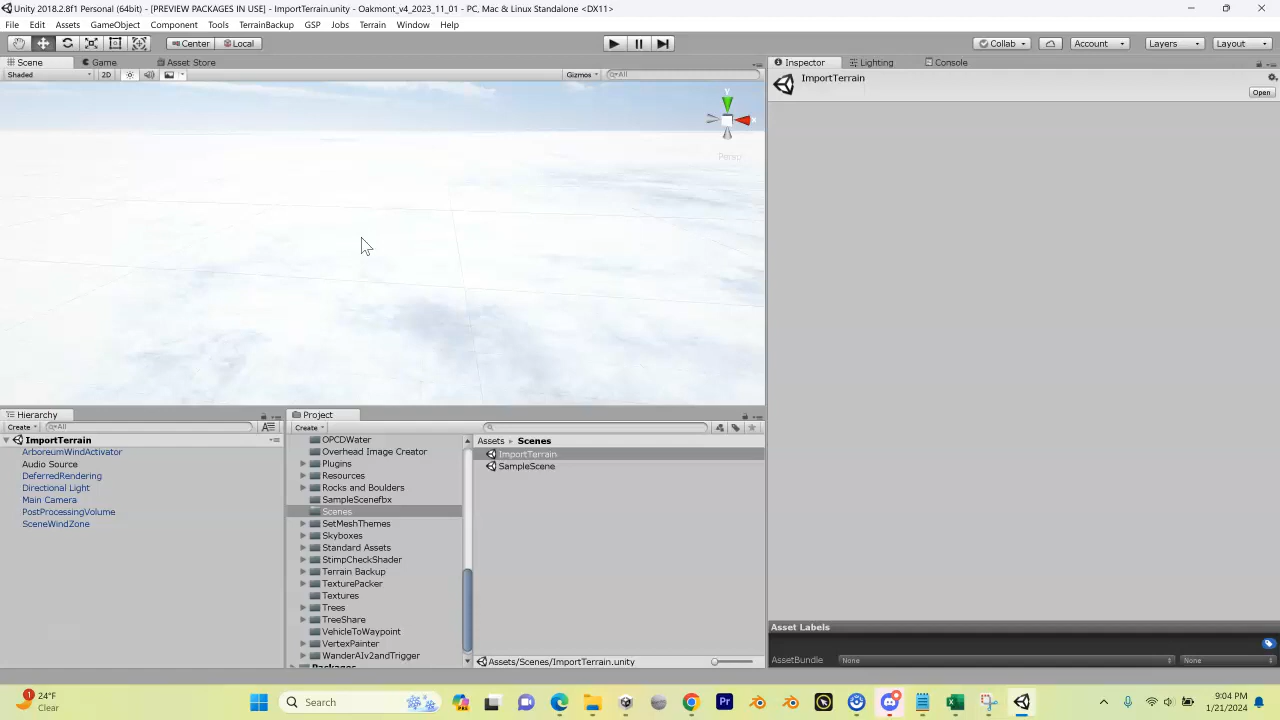 Unity 2018.2.8f1 Personal (64bit) - [PREVIEW PACKAGES IN USE] - ImportTerrain.unity - Oakmont_v4_2023_11_01 - PC, Mac & Linux Standalone <DX11>
File Edit Assets GameObject Component Tools TerrainBackup GSP Jobs Terrain Window Help
Center Local Collab Account Layers Layout
Scene Game Asset Store Inspector Lighting Console
Shaded 2D Gizmos All
ImportTerrain
Open
y
x
Persp
Hierarchy Project
Create All Create
ImportTerrain
ArboreumWindActivator
Audio Source
DeferredRendering
Directional Light
Main Camera
PostProcessingVolume
SceneWindZone
OPCDWater
Overhead Image Creator
Plugins
Resources
Rocks and Boulders
SampleScenefbx
Scenes
SetMeshThemes
Skyboxes
Standard Assets
StimpCheckShader
Terrain Backup
TexturePacker
Textures
Trees
TreeShare
VehicleToWaypoint
VertexPainter
WanderAIv2andTrigger
Packages
Assets Scenes
ImportTerrain
SampleScene
Assets/Scenes/ImportTerrain.unity
Asset Labels
AssetBundle None None
24°F
Clear
Search
9:04 PM
1/21/2024